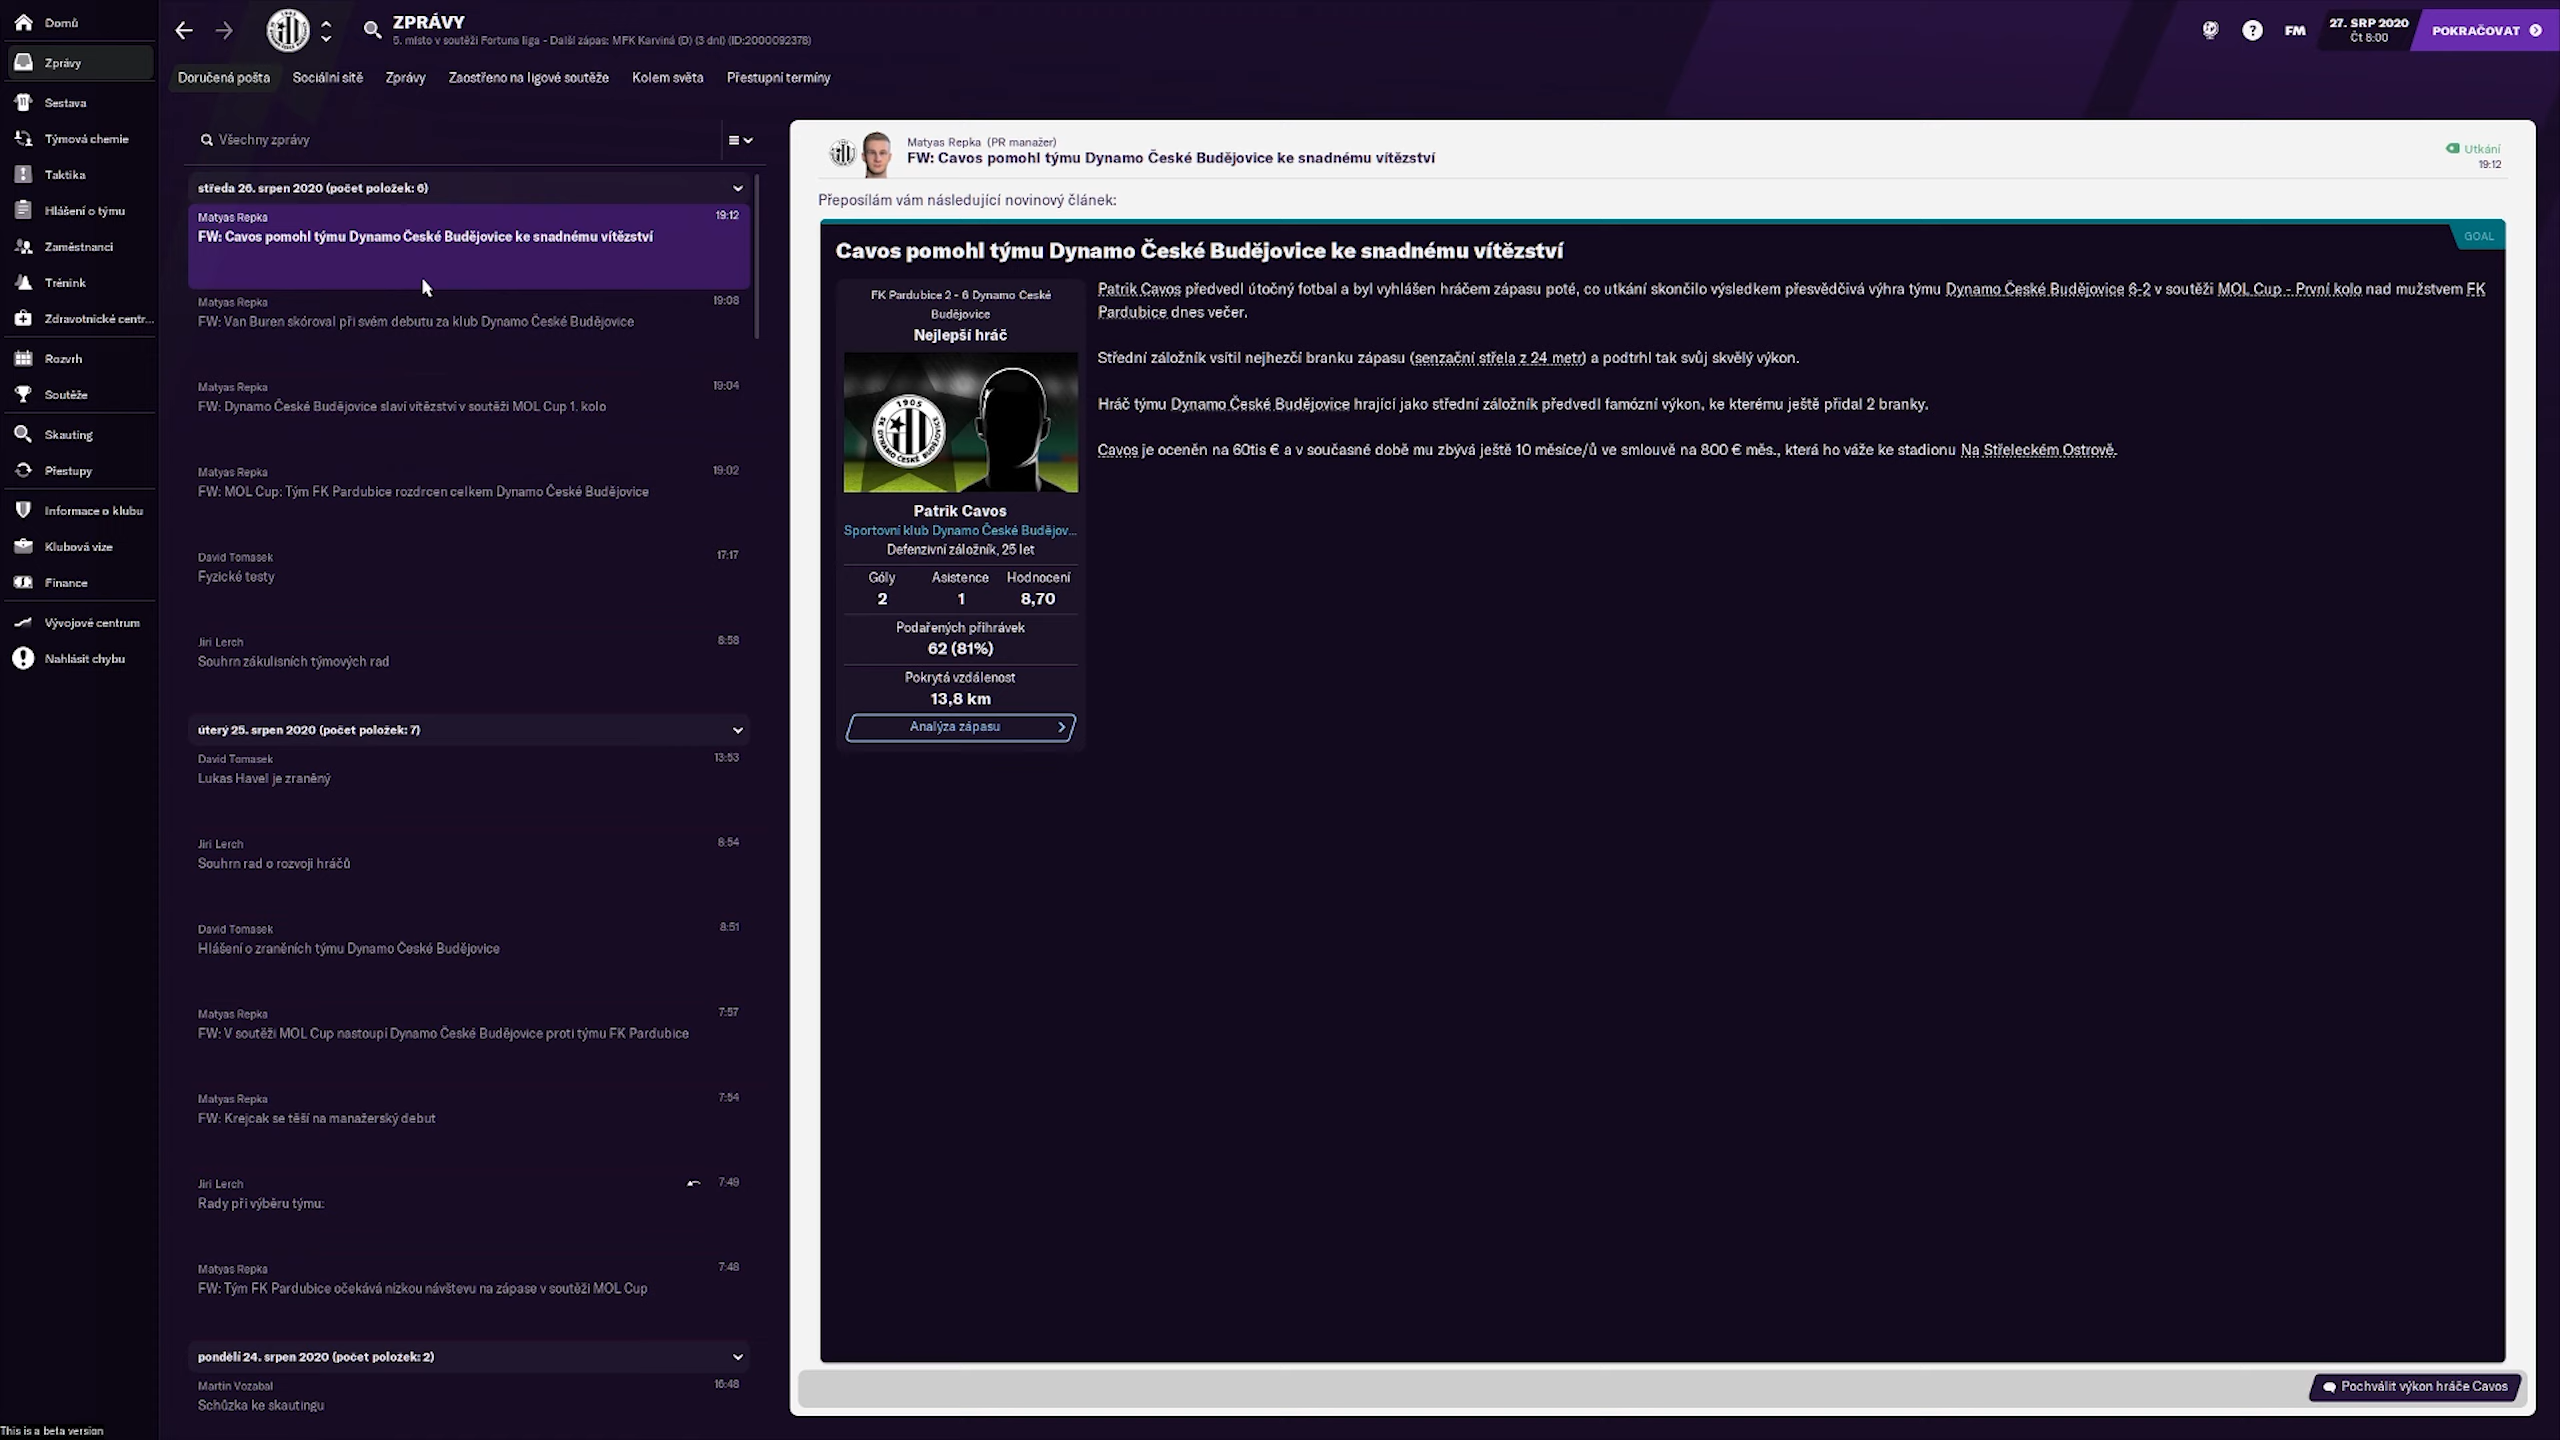 Domů
Zprávy
Sestava
Týmová chemie
Taktika
Hlášení o týmu
Zaměstnanci
Trénink
Zdravotnické centr...
Rozvrh
Soutěže
Skauting
Přestupy
Informace o klubu
Klubová vize
Finance
Vývojové centrum
Nahlásit chybu
This is a beta version
ZPRÁVY
5. místo v soutěži Fortuna liga - Další zápas: MFK Karviná (D) (3 dní) (ID:2000092378)
FM
27. SRP 2020
Čt 8:00
POKRAČOVAT
Doručená pošta Sociální sítě Zprávy Zaostřeno na ligové soutěže Kolem světa Přestupní termíny
Všechny zprávy
středa 26. srpen 2020 (počet položek: 6)
Matyas Repka 19:12
FW: Cavos pomohl týmu Dynamo České Budějovice ke snadnému vítězství
Matyas Repka 19:08
FW: Van Buren skóroval při svém debutu za klub Dynamo České Budějovice
Matyas Repka 19:04
FW: Dynamo České Budějovice slaví vítězství v soutěži MOL Cup 1. kolo
Matyas Repka 19:02
FW: MOL Cup: Tým FK Pardubice rozdrcen celkem Dynamo České Budějovice
David Tomasek 17:17
Fyzické testy
Jiri Lerch 8:58
Souhrn zákulisních týmových rad
úterý 25. srpen 2020 (počet položek: 7)
David Tomasek 13:53
Lukas Havel je zraněný
Jiri Lerch 8:54
Souhrn rad o rozvoji hráčů
David Tomasek 8:51
Hlášení o zraněních týmu Dynamo České Budějovice
Matyas Repka 7:57
FW: V soutěži MOL Cup nastoupí Dynamo České Budějovice proti týmu FK Pardubice
Matyas Repka 7:54
FW: Krejcak se těší na manažerský debut
Jiri Lerch 7:49
Rady při výběru týmu:
Matyas Repka 7:48
FW: Tým FK Pardubice očekává nízkou návštevu na zápase v soutěži MOL Cup
pondělí 24. srpen 2020 (počet položek: 2)
Martin Vozabal 16:48
Schůzka ke skautingu
Matyas Repka (PR manažer)
FW: Cavos pomohl týmu Dynamo České Budějovice ke snadnému vítězství
Utkání
19:12
Přeposílám vám následující novinový článek:
GOAL
Cavos pomohl týmu Dynamo České Budějovice ke snadnému vítězství
FK Pardubice 2 - 6 Dynamo České
Budějovice
Nejlepší hráč
1905
SK DYNAMO ČESKÉ BUDĚJOVICE
Patrik Cavos
Sportovní klub Dynamo České Budějov...
Defenzivní záložník, 25 let
Góly Asistence Hodnocení
2 1 8,70
Podařených přihrávek
62 (81%)
Pokrytá vzdálenost
13,8 km
Analýza zápasu
Patrik Cavos předvedl útočný fotbal a byl vyhlášen hráčem zápasu poté, co utkání skončilo výsledkem přesvědčivá výhra týmu Dynamo České Budějovice 6-2 v soutěži MOL Cup - První kolo nad mužstvem FK
Pardubice dnes večer.
Střední záložník vsítil nejhezčí branku zápasu (senzační střela z 24 metr) a podtrhl tak svůj skvělý výkon.
Hráč týmu Dynamo České Budějovice hrající jako střední záložník předvedl famózní výkon, ke kterému ještě přidal 2 branky.
Cavos je oceněn na 60tis € a v současné době mu zbývá ještě 10 měsíce/ů ve smlouvě na 800 € měs., která ho váže ke stadionu Na Střeleckém Ostrově.
Pochválit výkon hráče Cavos